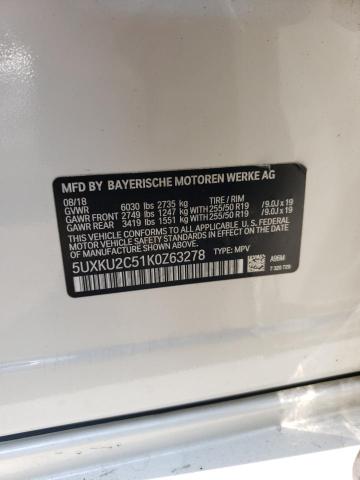 MFD BY BAYERISCHE MOTOREN WERKE AG
08/18 TIRE / RIM
GVWR 6030 lbs 2735 kg
GAWR FRONT 2749 lbs 1247 kg WITH 255/50 R19 / 9.0J x 19
GAWR REAR 3419 lbs 1551 kg WITH 255/50 R19 / 9.0J x 19
THIS VEHICLE CONFORMS TO ALL APPLICABLE U.S. FEDERAL
MOTOR VEHICLE SAFETY STANDARDS IN EFFECT ON THE DATE OF
MANUFACTURE SHOWN ABOVE.
5UXKU2C51K0Z63278 TYPE: MPV A96M
7 320 725